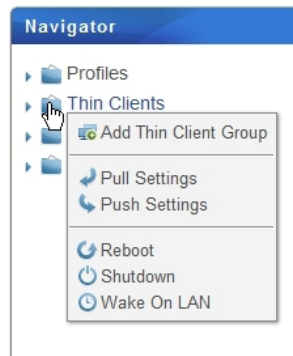 Navigator
Profiles
Thin Clients
Add Thin Client Group
Pull Settings
Push Settings
Reboot
Shutdown
Wake On LAN